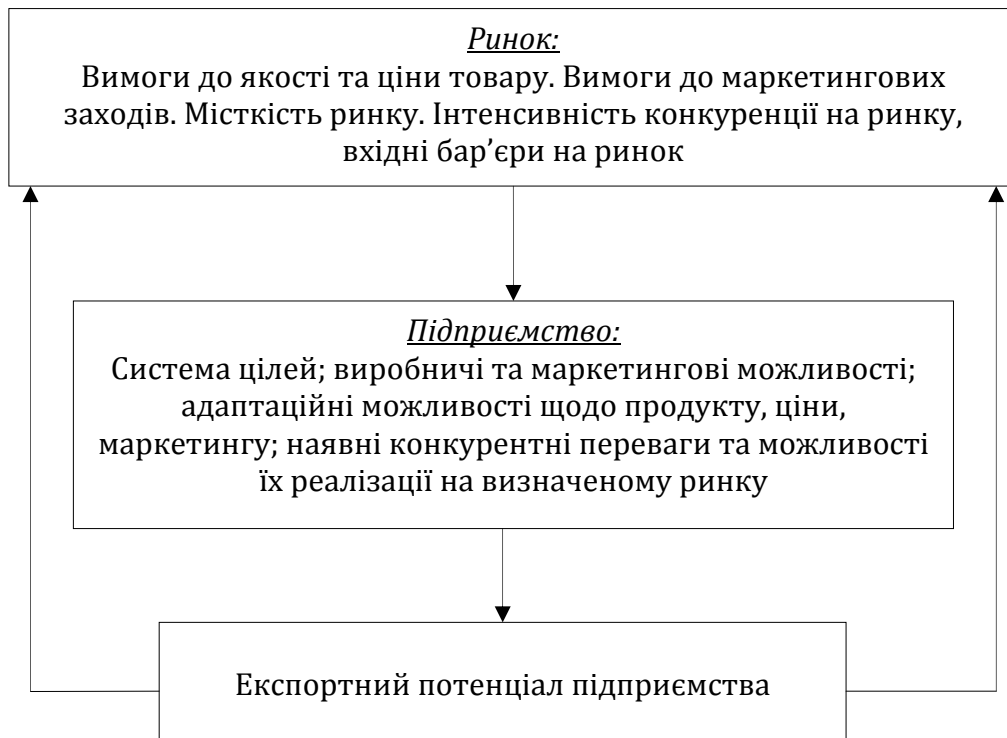 Ринок:
Вимоги до якості та ціни товару. Вимоги до маркетингових
заходів. Місткість ринку. Інтенсивність конкуренції на ринку,
вхідні бар’єри на ринок
Підприємство:
Система цілей; виробничі та маркетингові можливості;
адаптаційні можливості щодо продукту, ціни,
маркетингу; наявні конкурентні переваги та можливості
їх реалізації на визначеному ринку
Експортний потенціал підприємства